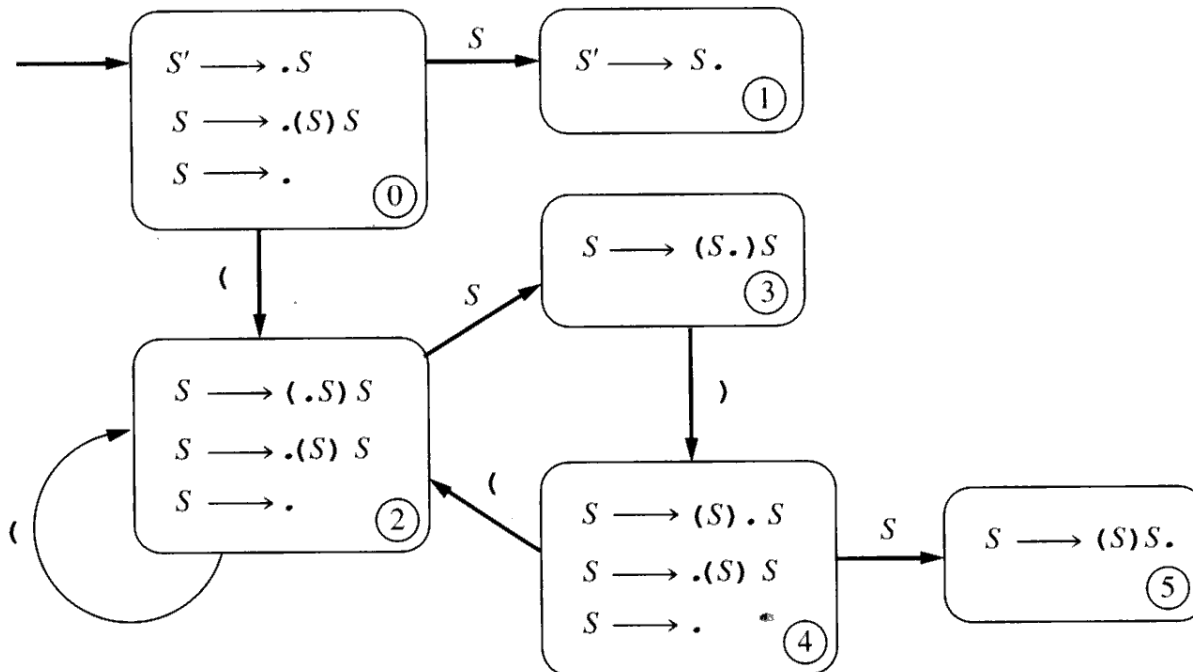 S' ⟶ .S
S ⟶ .(S) S
S ⟶ .
0
S
S' ⟶ S.
1
(
S
S ⟶ (S.) S
3
S ⟶ (.S) S
S ⟶ .(S) S
S ⟶ .
2
(
)
(
S ⟶ (S). S
S ⟶ .(S) S
S ⟶ .
4
S
S ⟶ (S) S.
5